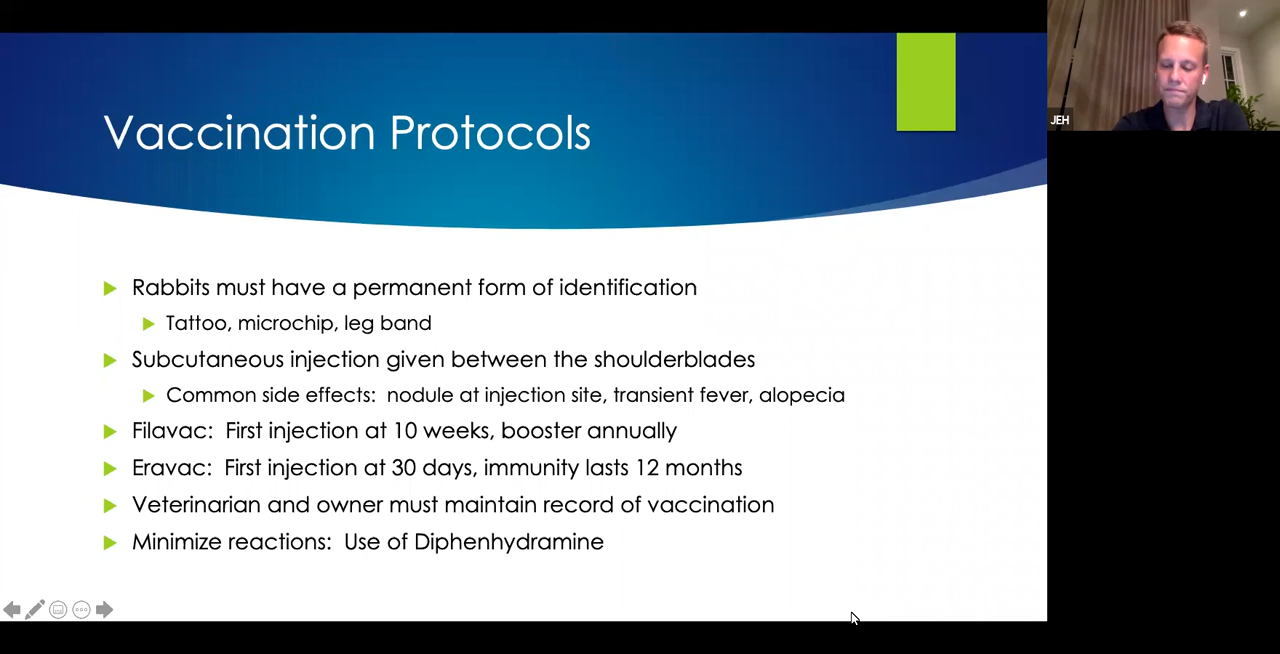 Vaccination Protocols
JEH
Rabbits must have a permanent form of identification
Tattoo, microchip, leg band
Subcutaneous injection given between the shoulderblades
Common side effects: nodule at injection site, transient fever, alopecia
Filavac: First injection at 10 weeks, booster annually
Eravac: First injection at 30 days, immunity lasts 12 months
Veterinarian and owner must maintain record of vaccination
Minimize reactions: Use of Diphenhydramine